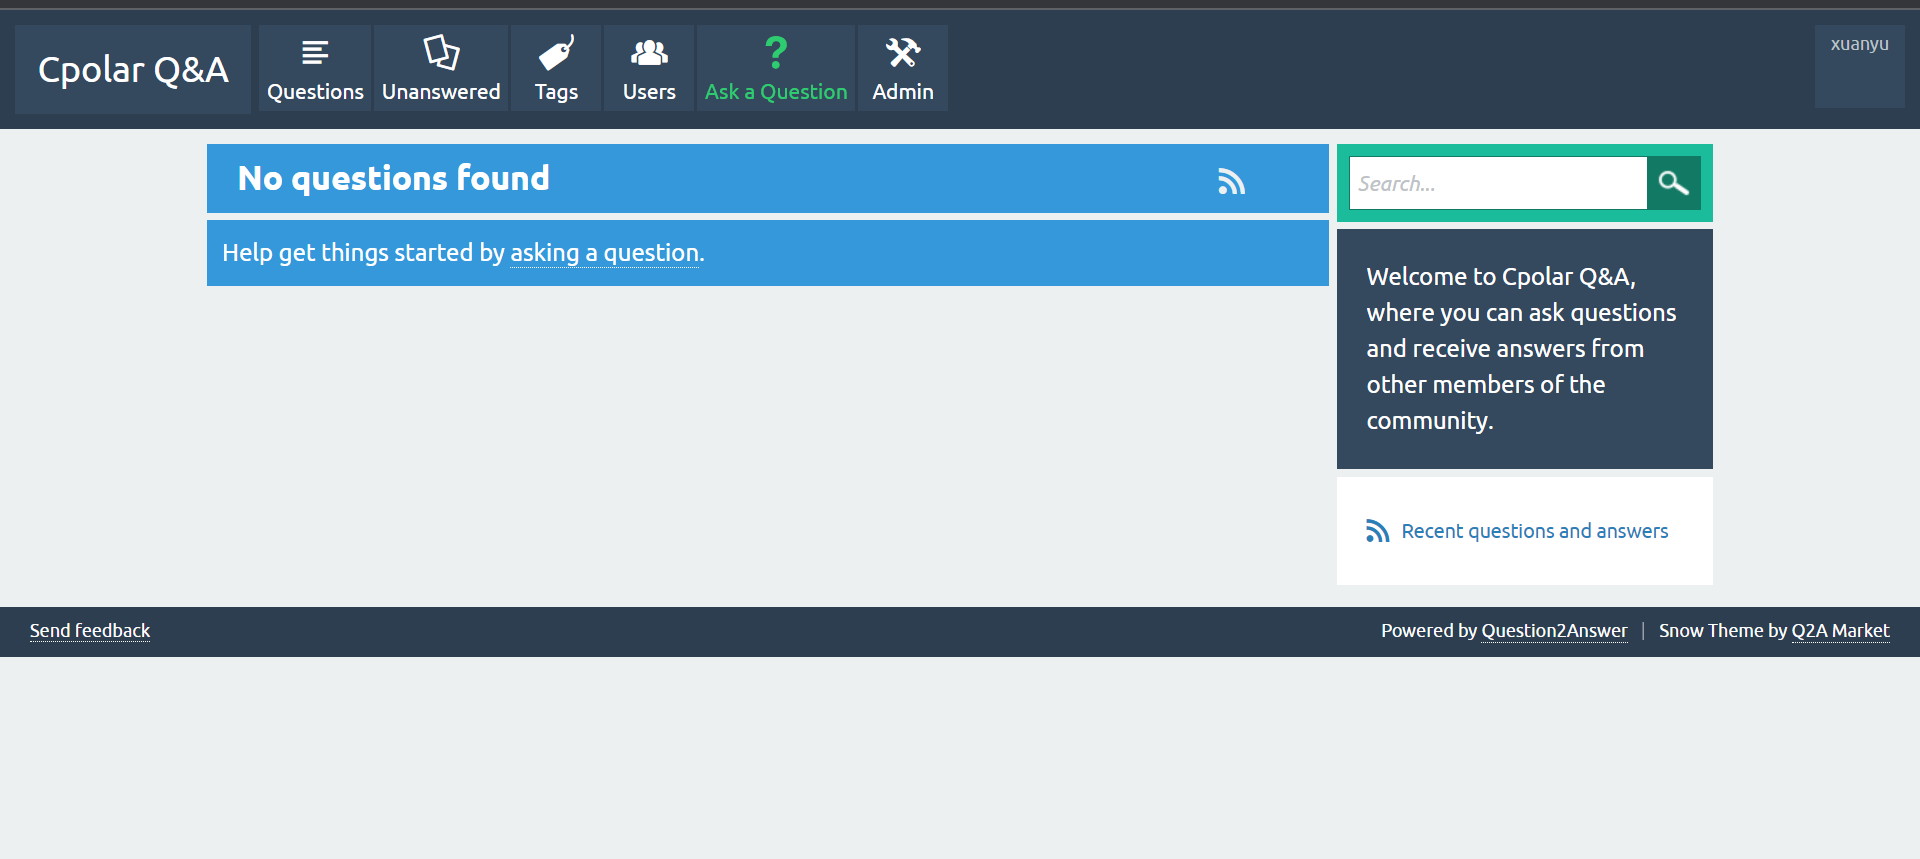 Cpolar Q&A
Questions
Unanswered
Tags
Users
Ask a Question
Admin
xuanyu
No questions found
Help get things started by asking a question.
Search...
Welcome to Cpolar Q&A,
where you can ask questions
and receive answers from
other members of the
community.
Recent questions and answers
Send feedback
Powered by Question2Answer | Snow Theme by Q2A Market